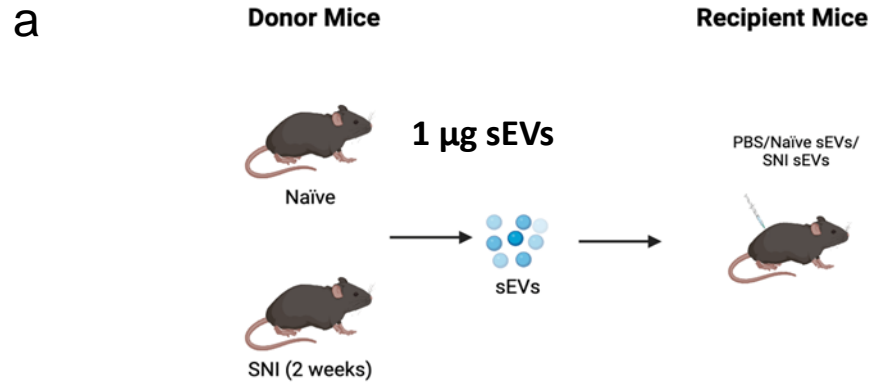 a
Donor Mice
Recipient Mice
1 µg sEVs
PBS/Naïve sEVs/
SNI sEVs
Naïve
sEVs
SNI (2 weeks)